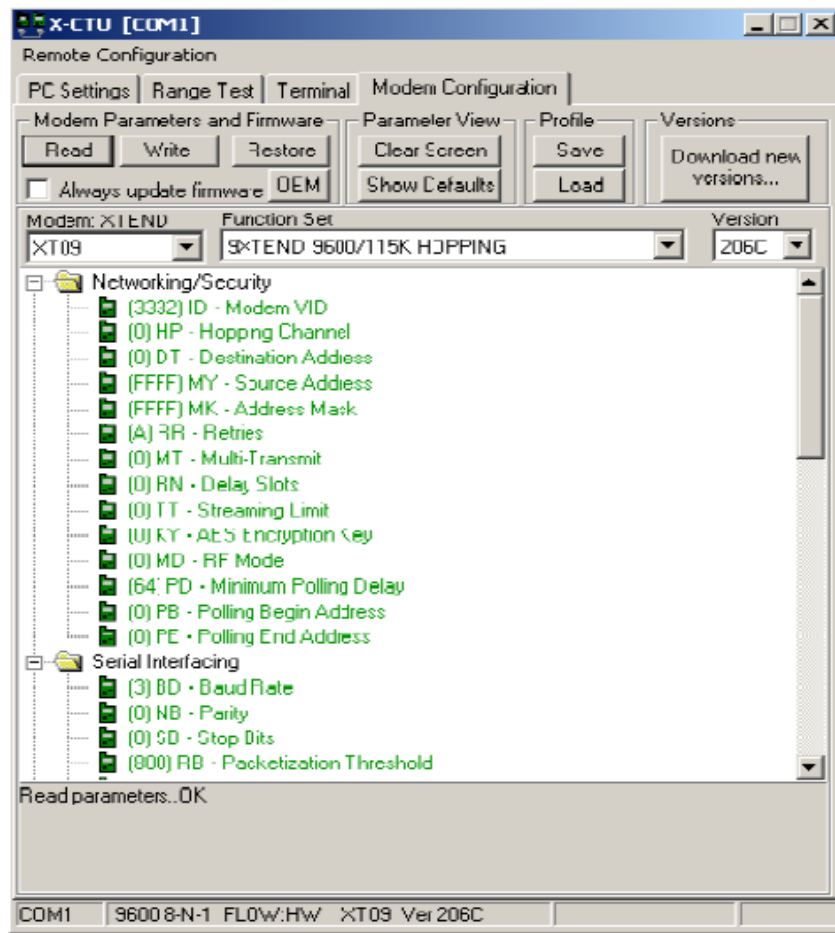 X-CTU [COM1]
Remote Configuration
PC Settings Range Test Terminal Modem Configuration
Modem Parameters and Firmware Parameter View Profile Versions
Read Write Restore Clear Screen Save Download new versions...
Always update firmware OEM Show Defaults Load
Modem: XTEND Function Set Version
XT09 9XTEND 9600/115K HOPPING 206C
Networking/Security
(3332) ID - Modem VID
(0) HP - Hopping Channel
(0) DT - Destination Address
(FFFF) MY - Source Address
(FFFF) MK - Address Mask
(A) RR - Retries
(0) MT - Multi-Transmit
(0) RN - Delay Slots
(0) TT - Streaming Limit
(0) KY - AES Encryption Key
(0) MD - RF Mode
(64) PD - Minimum Polling Delay
(0) PB - Polling Begin Address
(0) PE - Polling End Address
Serial Interfacing
(3) BD - Baud Rate
(0) NB - Parity
(0) SB - Stop Bits
(800) RB - Packetization Threshold
Read parameters..OK
COM1 9600 8-N-1 FLOW:HW XT09 Ver 206C